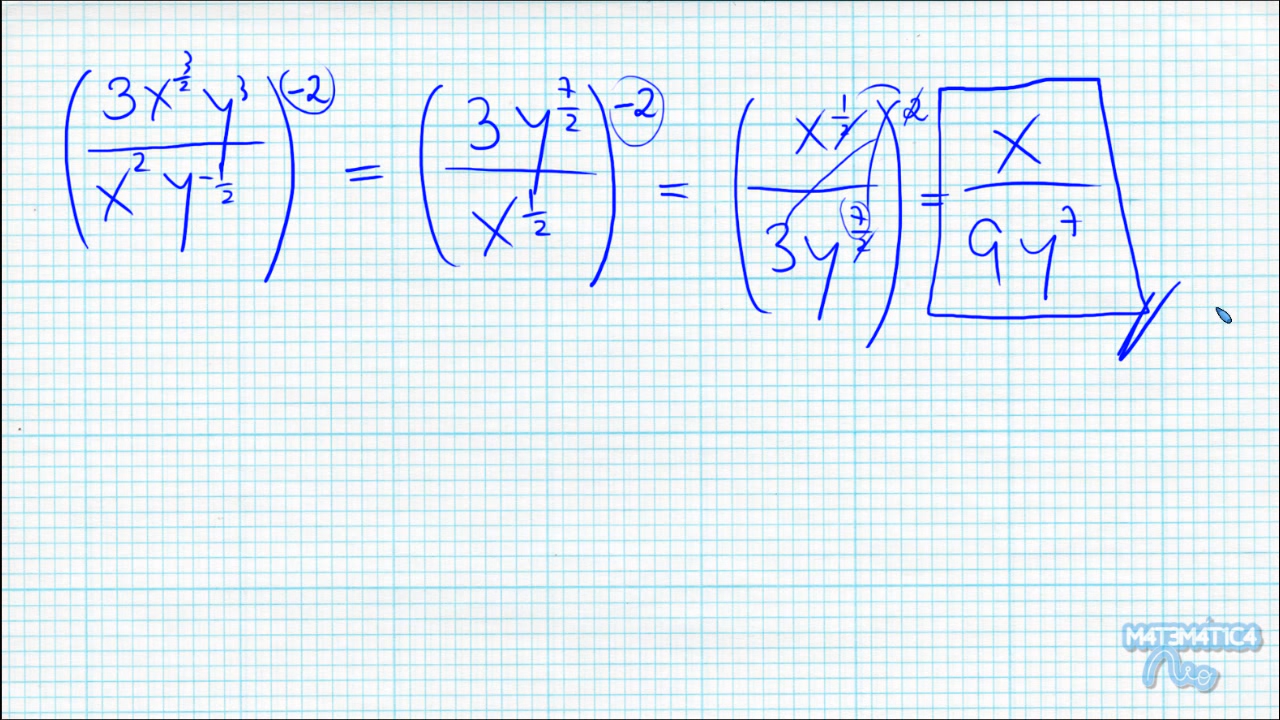 (3x^(3/2) y^3 / x^2 y^(-1/2))^(-2) = (3y^(7/2) / x^(1/2))^(-2) = (x^(1/2) / 3y^(7/2))^2 = x / 9y^7
M4TEM4TIC4